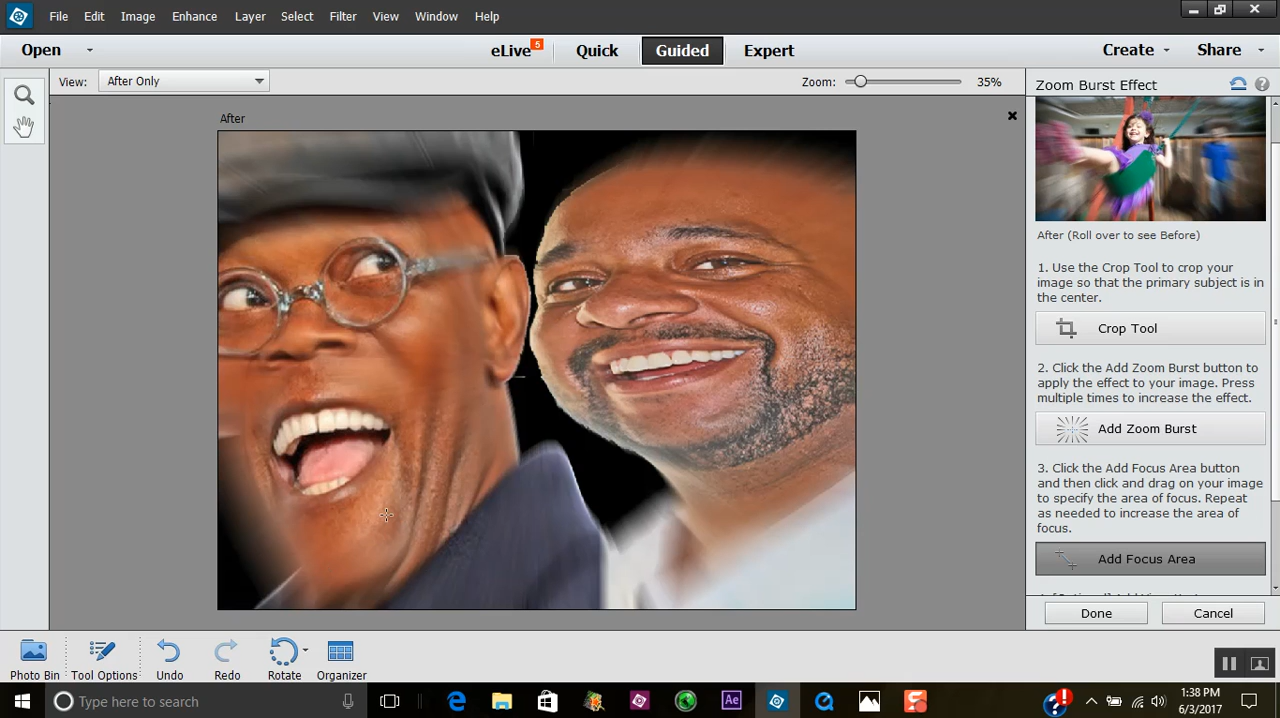 File Edit Image Enhance Layer Select Filter View Window Help
Open eLive 5 Quick Guided Expert Create Share
View: After Only Zoom: 35%
After
Zoom Burst Effect
After (Roll over to see Before)
1. Use the Crop Tool to crop your
image so that the primary subject is in
the center.
Crop Tool
2. Click the Add Zoom Burst button to
apply the effect to your image. Press
multiple times to increase the effect.
Add Zoom Burst
3. Click the Add Focus Area button
and then click and drag on your image
to specify the area of focus. Repeat
as needed to increase the area of
focus.
Add Focus Area
Done Cancel
Photo Bin Tool Options Undo Redo Rotate Organizer
Type here to search
Ae
1:38 PM
6/3/2017